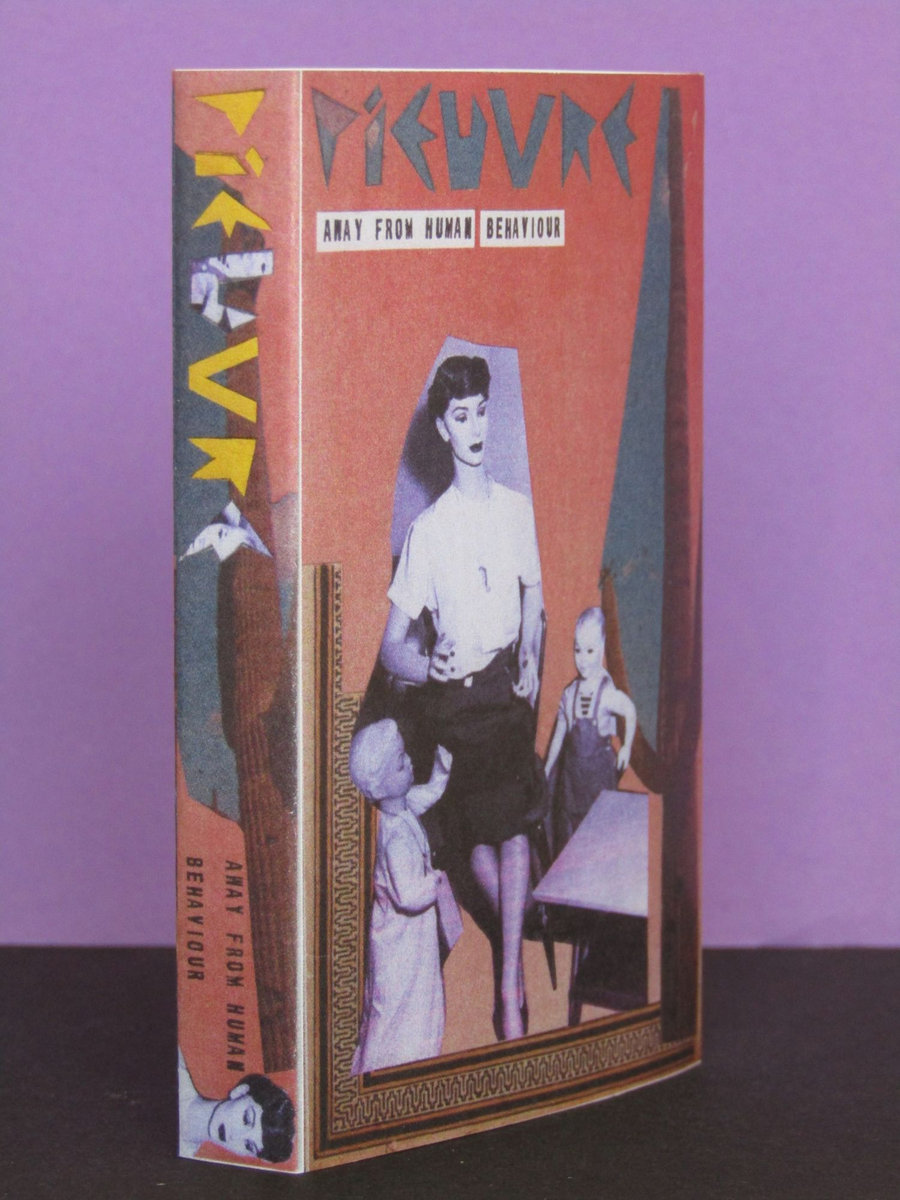 PiEUVRE
AWAY FROM HUMAN
BEHAVIOUR
PiEUVRE
AWAY FROM HUMAN BEHAVIOUR